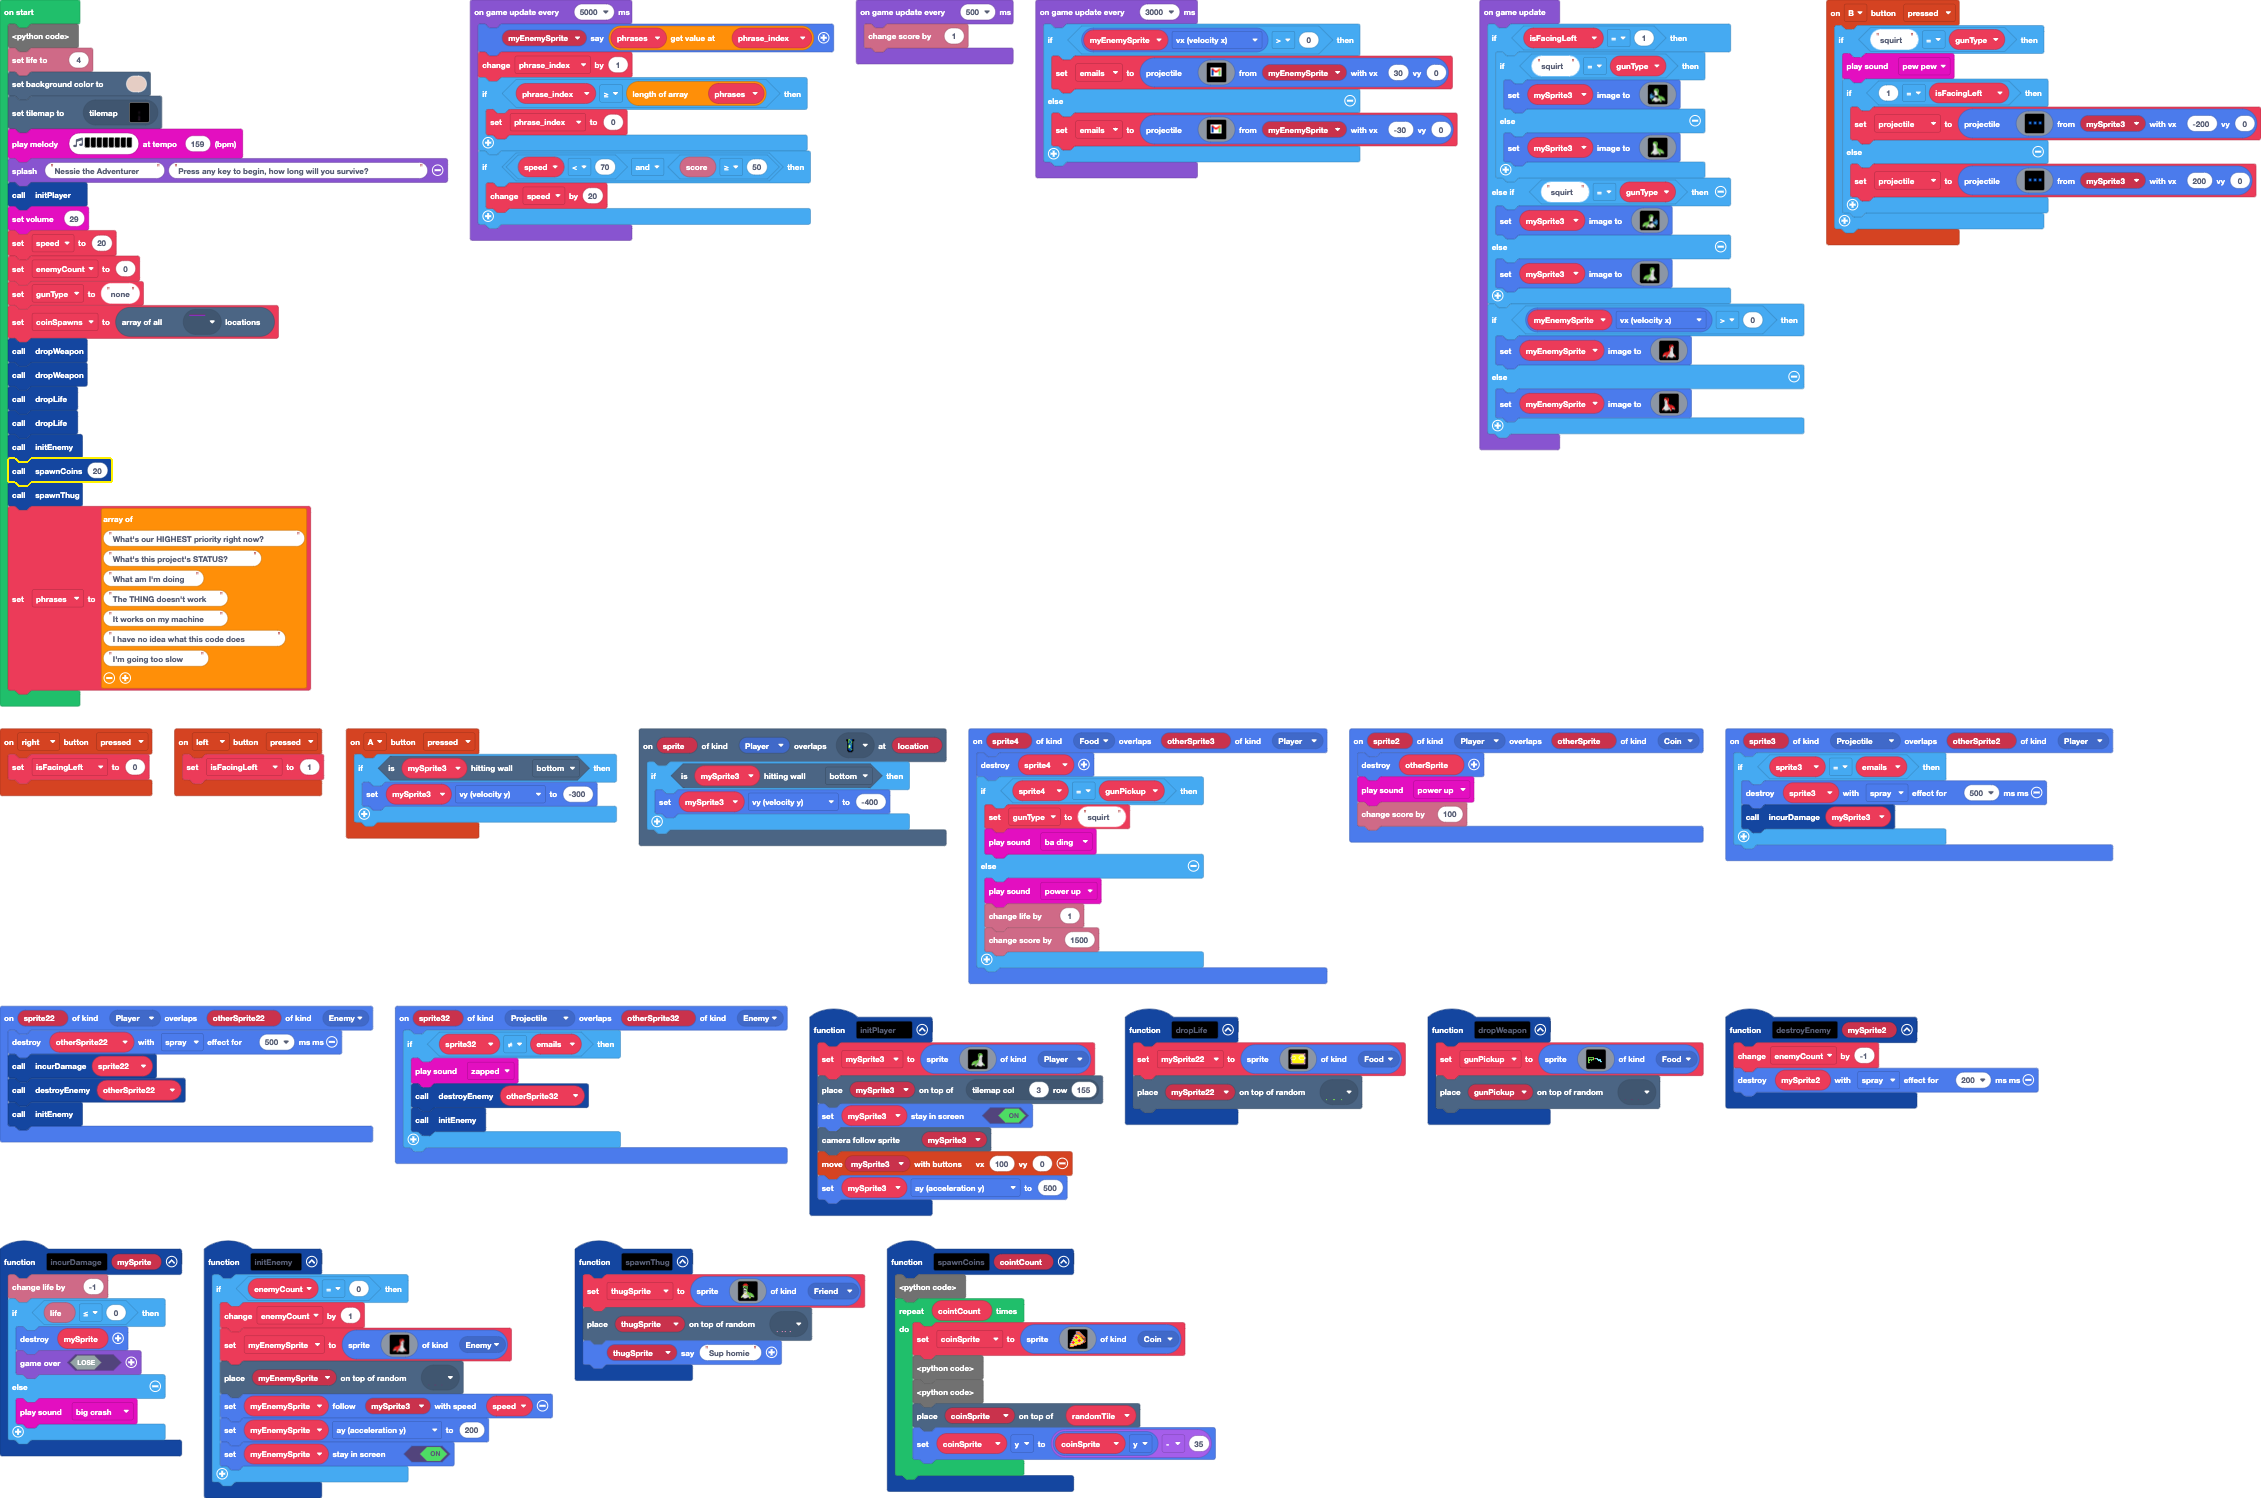 on start
<python code>
set life to 4
set background color to
set tilemap to tilemap
play melody at tempo 159 (bpm)
splash "Nessie the Adventurer" "Press any key to begin, how long will you survive?"
call initPlayer
set volume 29
set speed to 20
set enemyCount to 0
set gunType to "none"
set coinSpawns to array of all locations
call dropWeapon
call dropWeapon
call dropLife
call dropLife
call initEnemy
call spawnCoins 20
call spawnThug
set phrases to array of
"What's our HIGHEST priority right now?"
"What's this project's STATUS?"
"What am I'm doing"
"The THING doesn't work"
"It works on my machine"
"I have no idea what this code does"
"I'm going too slow"
on game update every 5000 ms
myEnemySprite say phrases get value at phrase_index
change phrase_index by 1
if phrase_index ≥ length of array phrases then
set phrase_index to 0
if speed < 70 and score ≥ 50 then
change speed by 20
on game update every 500 ms
change score by 1
on game update every 3000 ms
if myEnemySprite vx (velocity x) > 0 then
set emails to projectile from myEnemySprite with vx 30 vy 0
else
set emails to projectile from myEnemySprite with vx -30 vy 0
on game update
if isFacingLeft = 1 then
if "squirt" = gunType then
set mySprite3 image to
else
set mySprite3 image to
else if "squirt" = gunType then
set mySprite3 image to
else
set mySprite3 image to
if myEnemySprite vx (velocity x) > 0 then
set myEnemySprite image to
else
set myEnemySprite image to
on B button pressed
if "squirt" = gunType then
play sound pew pew
if 1 = isFacingLeft then
set projectile to projectile from mySprite3 with vx -200 vy 0
else
set projectile to projectile from mySprite3 with vx 200 vy 0
on right button pressed
set isFacingLeft to 0
on left button pressed
set isFacingLeft to 1
on A button pressed
if is mySprite3 hitting wall bottom then
set mySprite3 vy (velocity y) to -300
on sprite of kind Player overlaps at location
if is mySprite3 hitting wall bottom then
set mySprite3 vy (velocity y) to -400
on sprite4 of kind Food overlaps otherSprite3 of kind Player
destroy sprite4
if sprite4 = gunPickup then
set gunType to "squirt"
play sound ba ding
else
play sound power up
change life by 1
change score by 1500
on sprite2 of kind Player overlaps otherSprite of kind Coin
destroy otherSprite
play sound power up
change score by 100
on sprite3 of kind Projectile overlaps otherSprite2 of kind Player
if sprite3 = emails then
destroy sprite3 with spray effect for 500 ms ms
call incurDamage mySprite3
on sprite22 of kind Player overlaps otherSprite22 of kind Enemy
destroy otherSprite22 with spray effect for 500 ms ms
call incurDamage sprite22
call destroyEnemy otherSprite22
call initEnemy
on sprite32 of kind Projectile overlaps otherSprite32 of kind Enemy
if sprite32 ≠ emails then
play sound zapped
call destroyEnemy otherSprite32
call initEnemy
function initPlayer
set mySprite3 to sprite of kind Player
place mySprite3 on top of tilemap col 3 row 155
set mySprite3 stay in screen ON
camera follow sprite mySprite3
move mySprite3 with buttons vx 100 vy 0
set mySprite3 ay (acceleration y) to 500
function dropLife
set mySprite22 to sprite of kind Food
place mySprite22 on top of random
function dropWeapon
set gunPickup to sprite of kind Food
place gunPickup on top of random
function destroyEnemy mySprite2
change enemyCount by -1
destroy mySprite2 with spray effect for 200 ms ms
function incurDamage mySprite
change life by -1
if life ≤ 0 then
destroy mySprite
game over LOSE
else
play sound big crash
function initEnemy
if enemyCount = 0 then
change enemyCount by 1
set myEnemySprite to sprite of kind Enemy
place myEnemySprite on top of random
set myEnemySprite follow mySprite3 with speed speed
set myEnemySprite ay (acceleration y) to 200
set myEnemySprite stay in screen ON
function spawnThug
set thugSprite to sprite of kind Friend
place thugSprite on top of random
thugSprite say "Sup homie"
function spawnCoins cointCount
<python code>
repeat cointCount times
do
set coinSprite to sprite of kind Coin
<python code>
<python code>
place coinSprite on top of randomTile
set coinSprite y to coinSprite y - 35